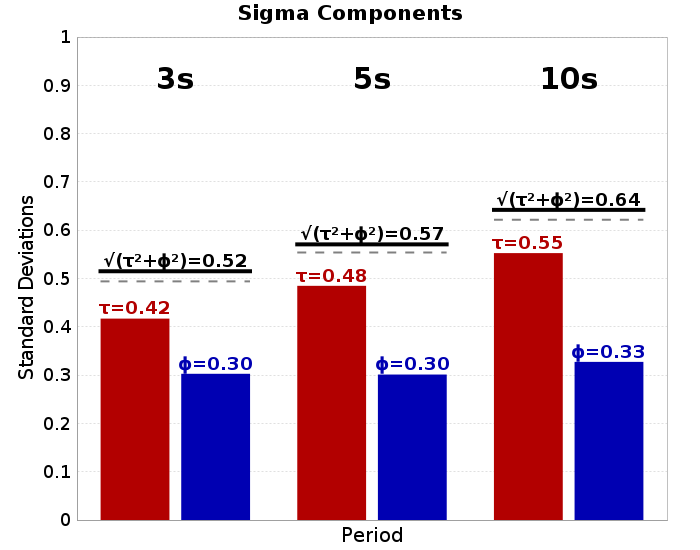 Sigma Components
Standard Deviations
1
0.9
0.8
0.7
0.6
0.5
0.4
0.3
0.2
0.1
0
3s
5s
10s
√(τ²+ϕ²)=0.52
τ=0.42
ϕ=0.30
√(τ²+ϕ²)=0.57
τ=0.48
ϕ=0.30
√(τ²+ϕ²)=0.64
τ=0.55
ϕ=0.33
Period